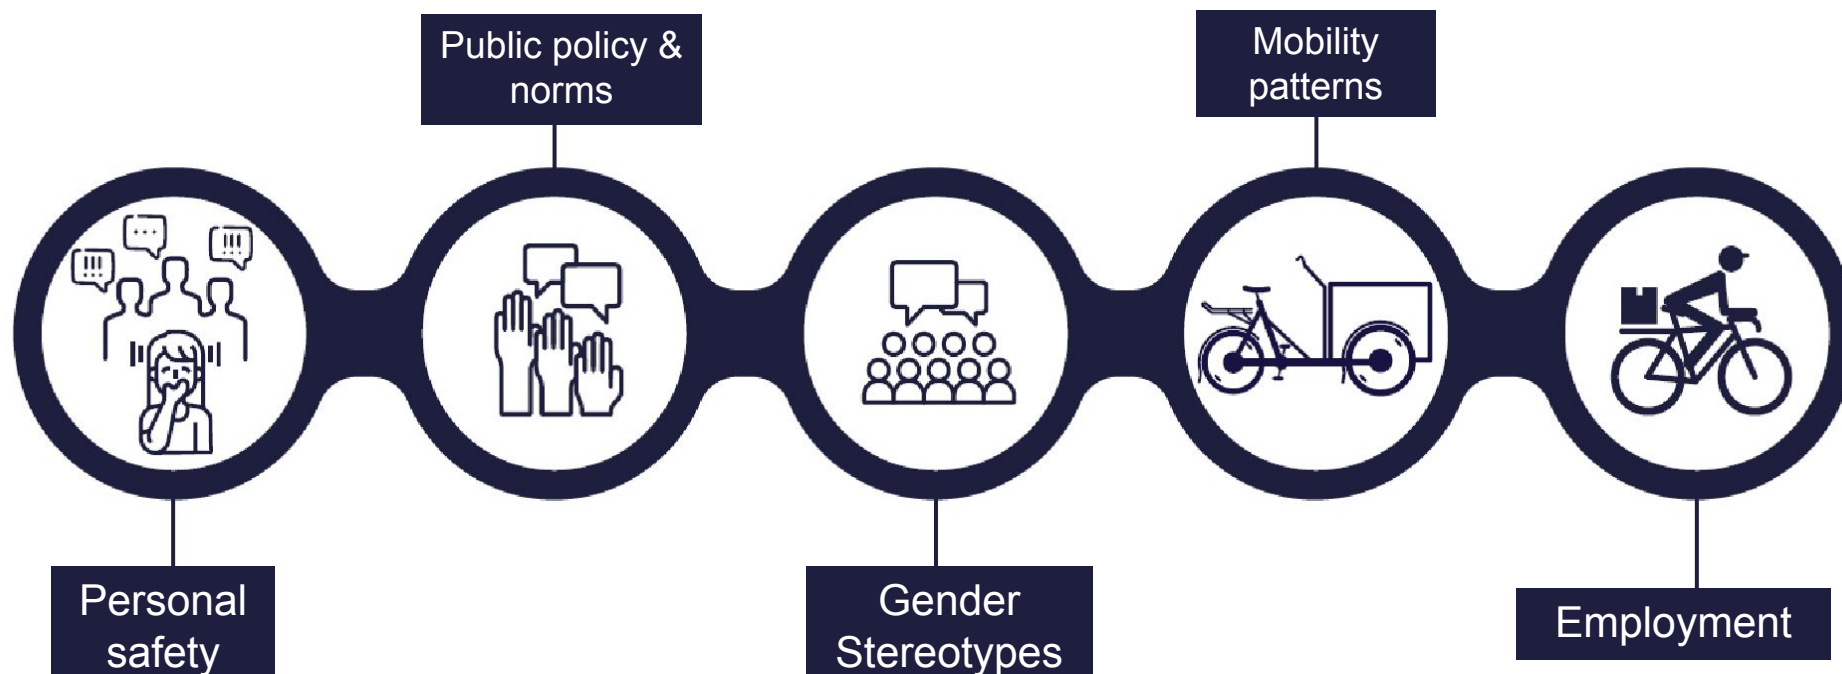 Public policy &
norms
Mobility
patterns
Personal
safety
Gender
Stereotypes
Employment